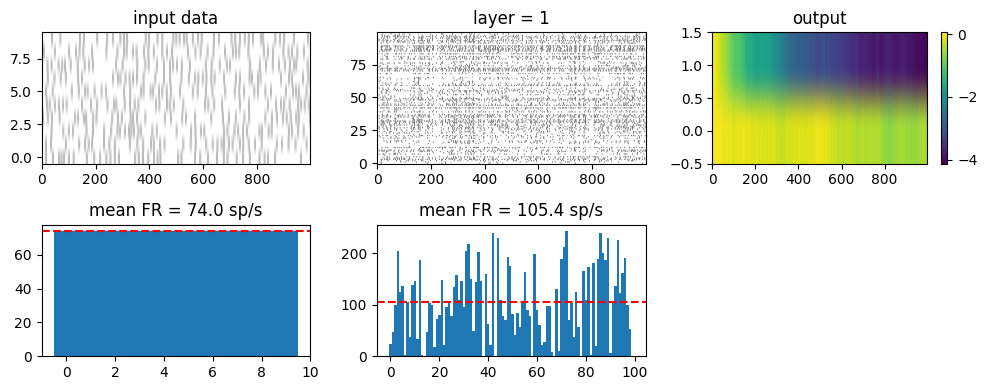 input data
7.5
5.0
2.5
0.0
0 200 400 600 800
layer = 1
75
50
25
0
0 200 400 600 800
output
1.5
1.0
0.5
0.0
−0.5
0 200 400 600 800
0
−2
−4
mean FR = 74.0 sp/s
60
40
20
0
0 2 4 6 8 10
mean FR = 105.4 sp/s
200
100
0
0 20 40 60 80 100